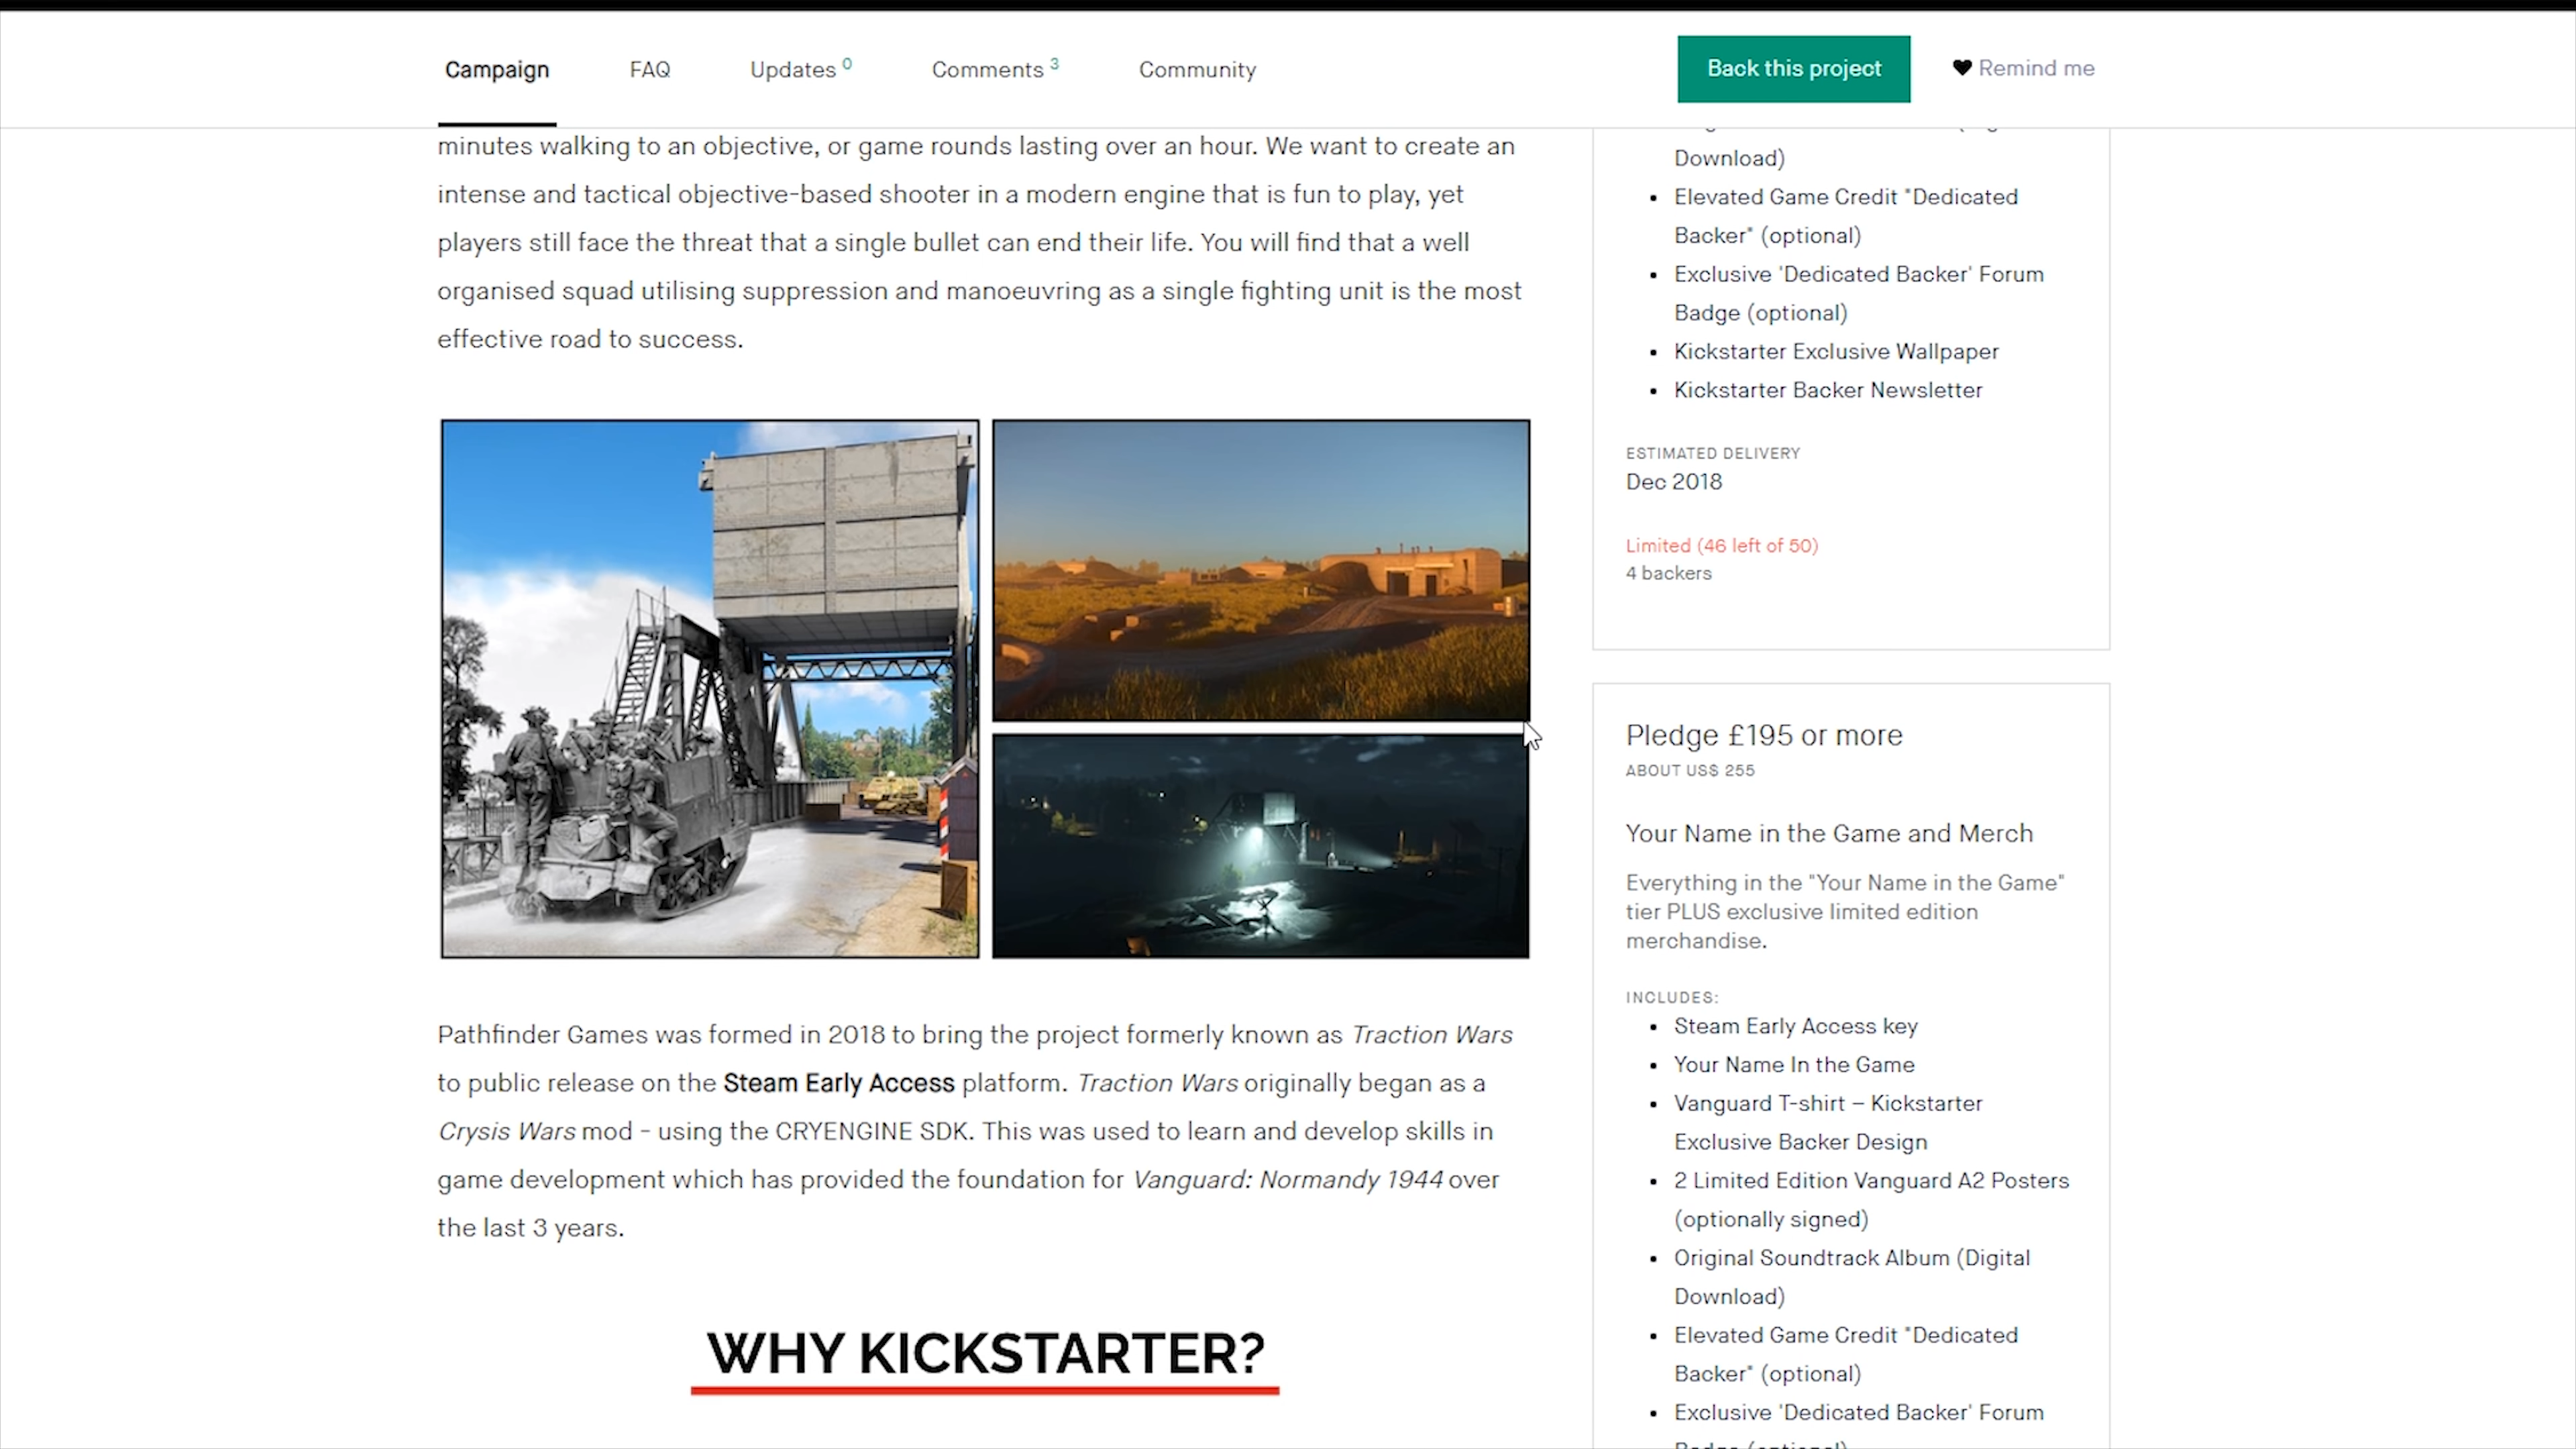 Campaign
FAQ
Updates 0
Comments 3
Community
Back this project
Remind me
minutes walking to an objective, or game rounds lasting over an hour. We want to create an
intense and tactical objective-based shooter in a modern engine that is fun to play, yet
players still face the threat that a single bullet can end their life. You will find that a well
organised squad utilising suppression and manoeuvring as a single fighting unit is the most
effective road to success.
Pathfinder Games was formed in 2018 to bring the project formerly known as Traction Wars
to public release on the Steam Early Access platform. Traction Wars originally began as a
Crysis Wars mod - using the CRYENGINE SDK. This was used to learn and develop skills in
game development which has provided the foundation for Vanguard: Normandy 1944 over
the last 3 years.
WHY KICKSTARTER?
Download)
• Elevated Game Credit "Dedicated
Backer" (optional)
• Exclusive 'Dedicated Backer' Forum
Badge (optional)
• Kickstarter Exclusive Wallpaper
• Kickstarter Backer Newsletter
ESTIMATED DELIVERY
Dec 2018
Limited (46 left of 50)
4 backers
Pledge £195 or more
ABOUT US$ 255
Your Name in the Game and Merch
Everything in the "Your Name in the Game"
tier PLUS exclusive limited edition
merchandise.
INCLUDES:
• Steam Early Access key
• Your Name In the Game
• Vanguard T-shirt – Kickstarter
Exclusive Backer Design
• 2 Limited Edition Vanguard A2 Posters
(optionally signed)
• Original Soundtrack Album (Digital
Download)
• Elevated Game Credit "Dedicated
Backer" (optional)
• Exclusive 'Dedicated Backer' Forum